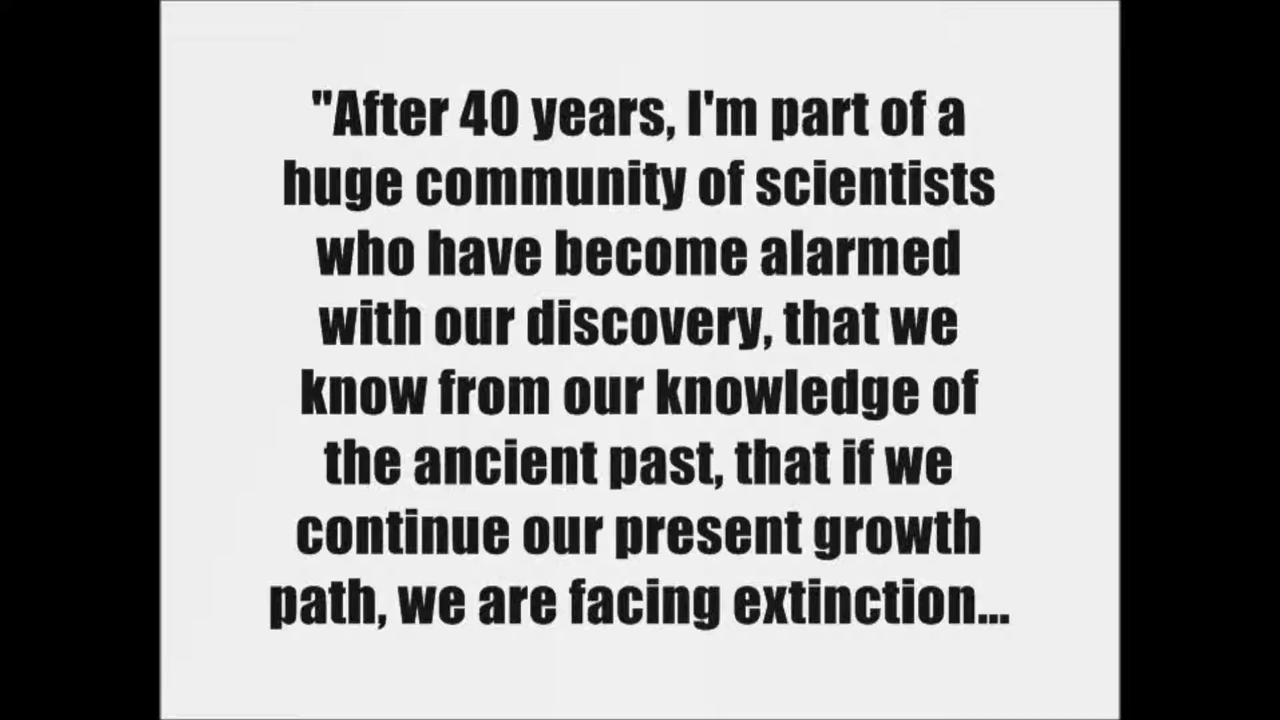 "After 40 years, I'm part of a
huge community of scientists
who have become alarmed
with our discovery, that we
know from our knowledge of
the ancient past, that if we
continue our present growth
path, we are facing extinction...